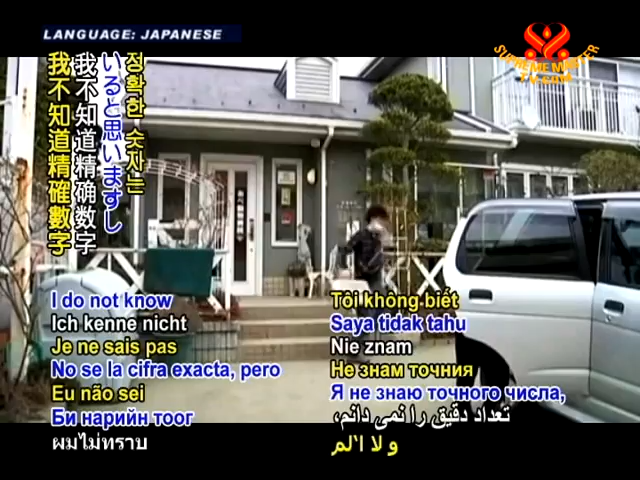 LANGUAGE: JAPANESE
SUPREME MASTER
TV.COM
정확한 숫자는
いると思いますし
我不知道精确数字
我不知道精確數字
I do not know
Ich kenne nicht
Je ne sais pas
No se la cifra exacta, pero
Eu não sei
Би нарийн тоог
ผมไม่ทราบ
Tôi không biết
Saya tidak tahu
Nie znam
Не знам точния
Я не знаю точного числа,
تعداد دقیق را نمی دانم،
و لا اعلم